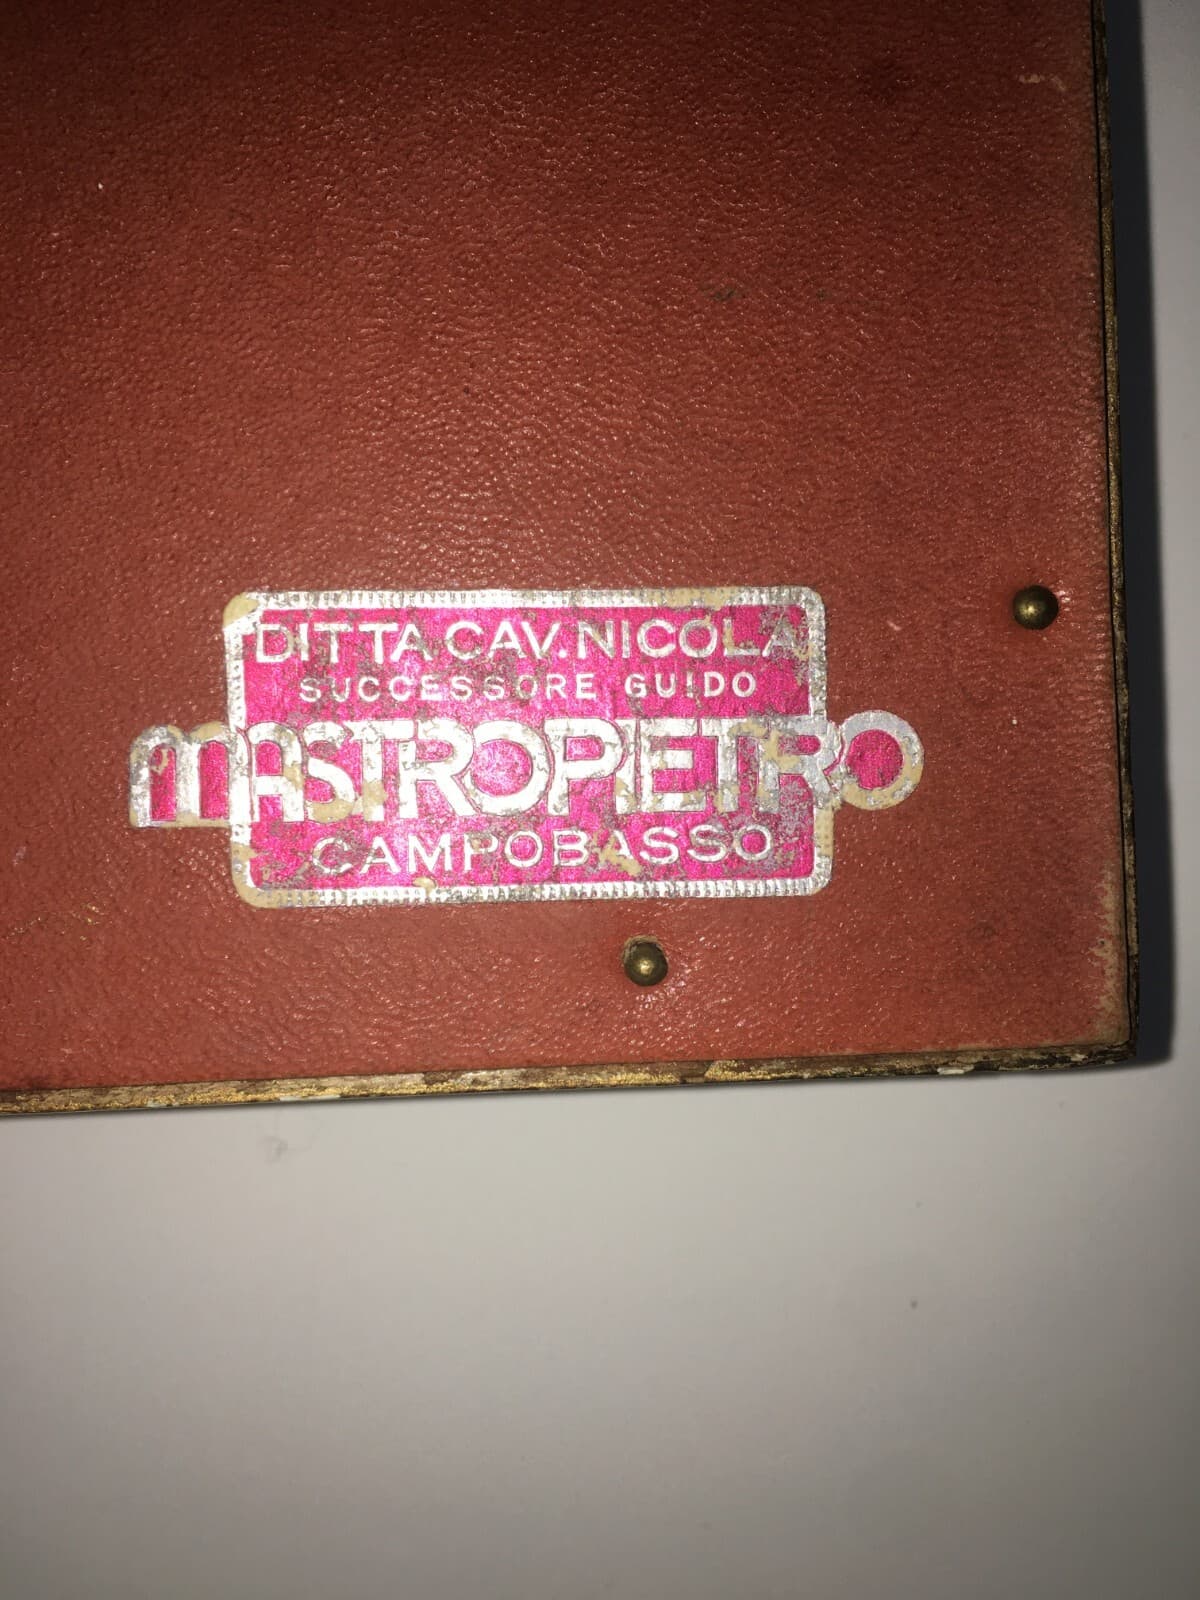 DITTA CAV. NICOLA
SUCCESSORE GUIDO
MASTROPIETRO
CAMPOBASSO